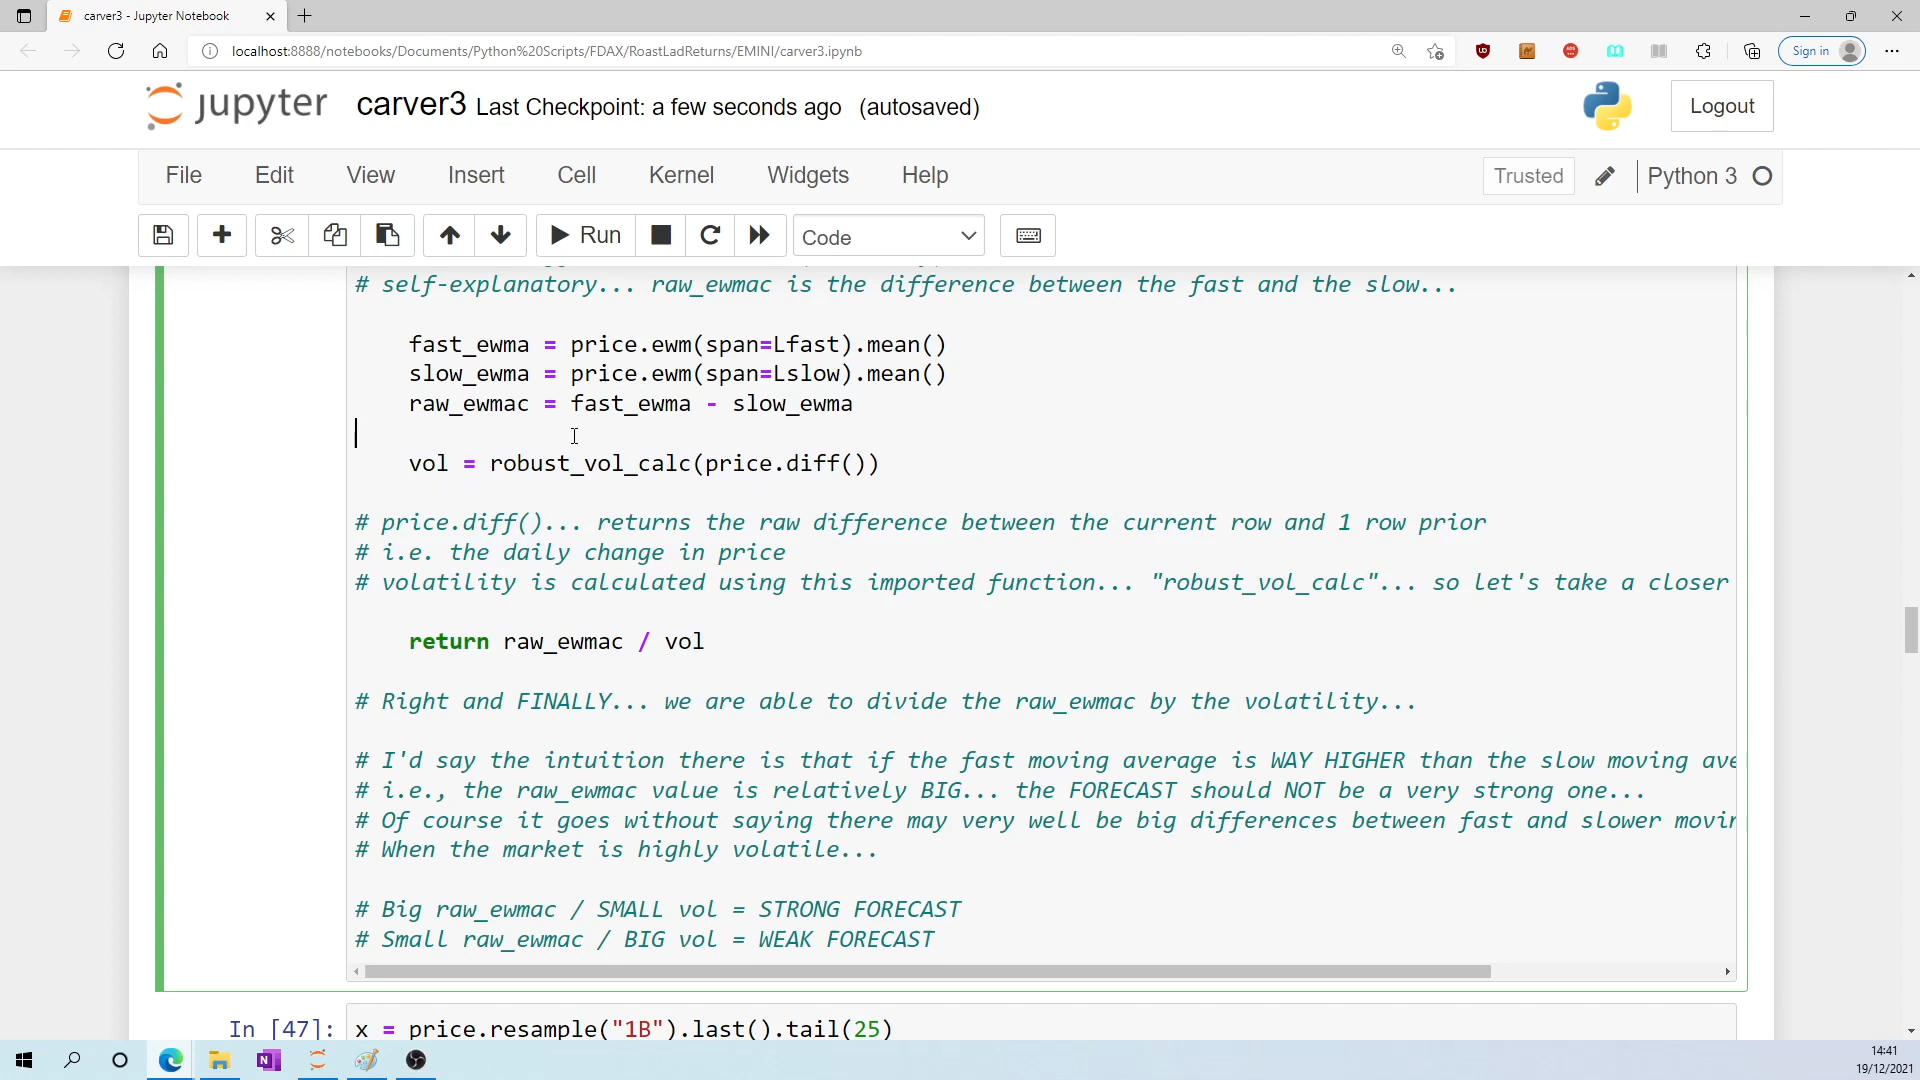 carver3 - Jupyter Notebook
localhost:8888/notebooks/Documents/Python%20Scripts/FDAX/RoastLadReturns/EMINI/carver3.ipynb
Sign in
jupyter carver3 Last Checkpoint: a few seconds ago (autosaved)
Logout
File Edit View Insert Cell Kernel Widgets Help
Trusted Python 3
Run Code
# self-explanatory... raw_ewmac is the difference between the fast and the slow...
fast_ewma = price.ewm(span=Lfast).mean()
slow_ewma = price.ewm(span=Lslow).mean()
raw_ewmac = fast_ewma - slow_ewma
vol = robust_vol_calc(price.diff())
# price.diff()... returns the raw difference between the current row and 1 row prior
# i.e. the daily change in price
# volatility is calculated using this imported function... "robust_vol_calc"... so let's take a closer
return raw_ewmac / vol
# Right and FINALLY... we are able to divide the raw_ewmac by the volatility...
# I'd say the intuition there is that if the fast moving average is WAY HIGHER than the slow moving ave
# i.e., the raw_ewmac value is relatively BIG... the FORECAST should NOT be a very strong one...
# Of course it goes without saying there may very well be big differences between fast and slower movin
# When the market is highly volatile...
# Big raw_ewmac / SMALL vol = STRONG FORECAST
# Small raw_ewmac / BIG vol = WEAK FORECAST
In [47]: x = price.resample("1B").last().tail(25)
14:41
19/12/2021